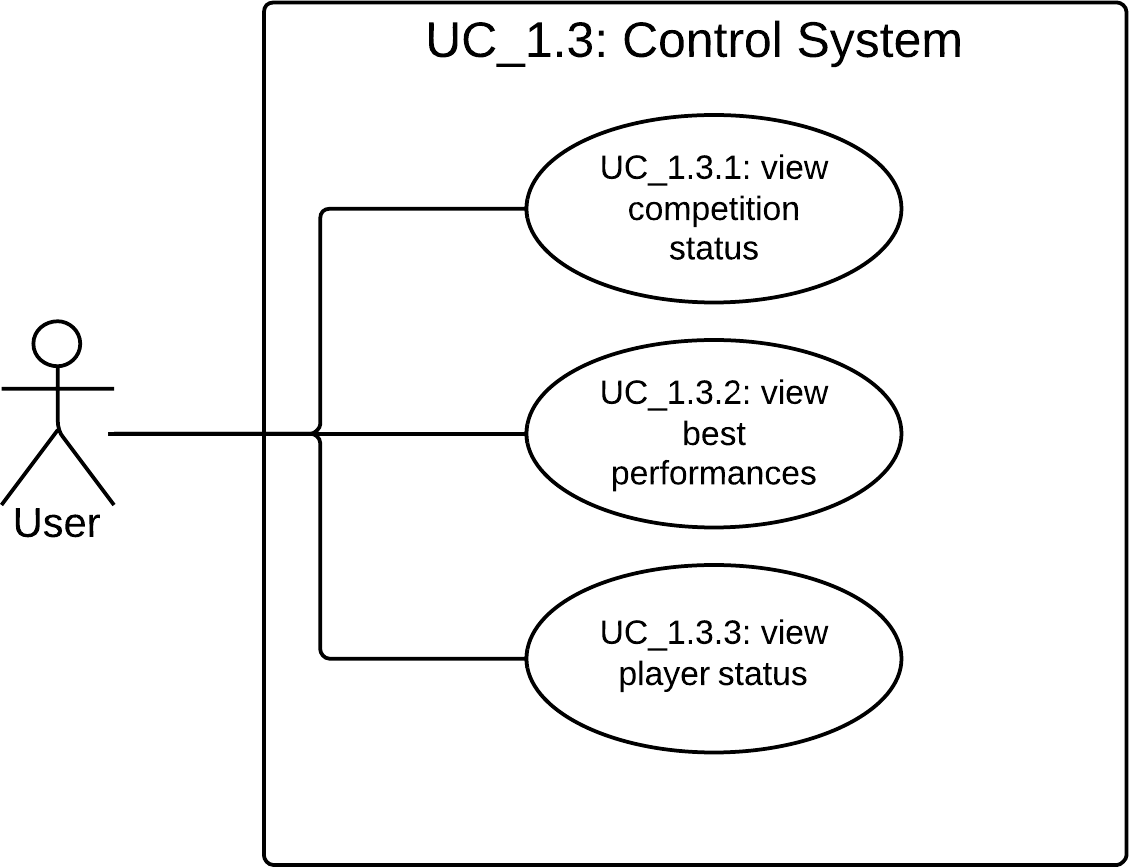 UC_1.3: Control System
UC_1.3.1: view
competition
status
UC_1.3.2: view
best
performances
User
UC_1.3.3: view
player status